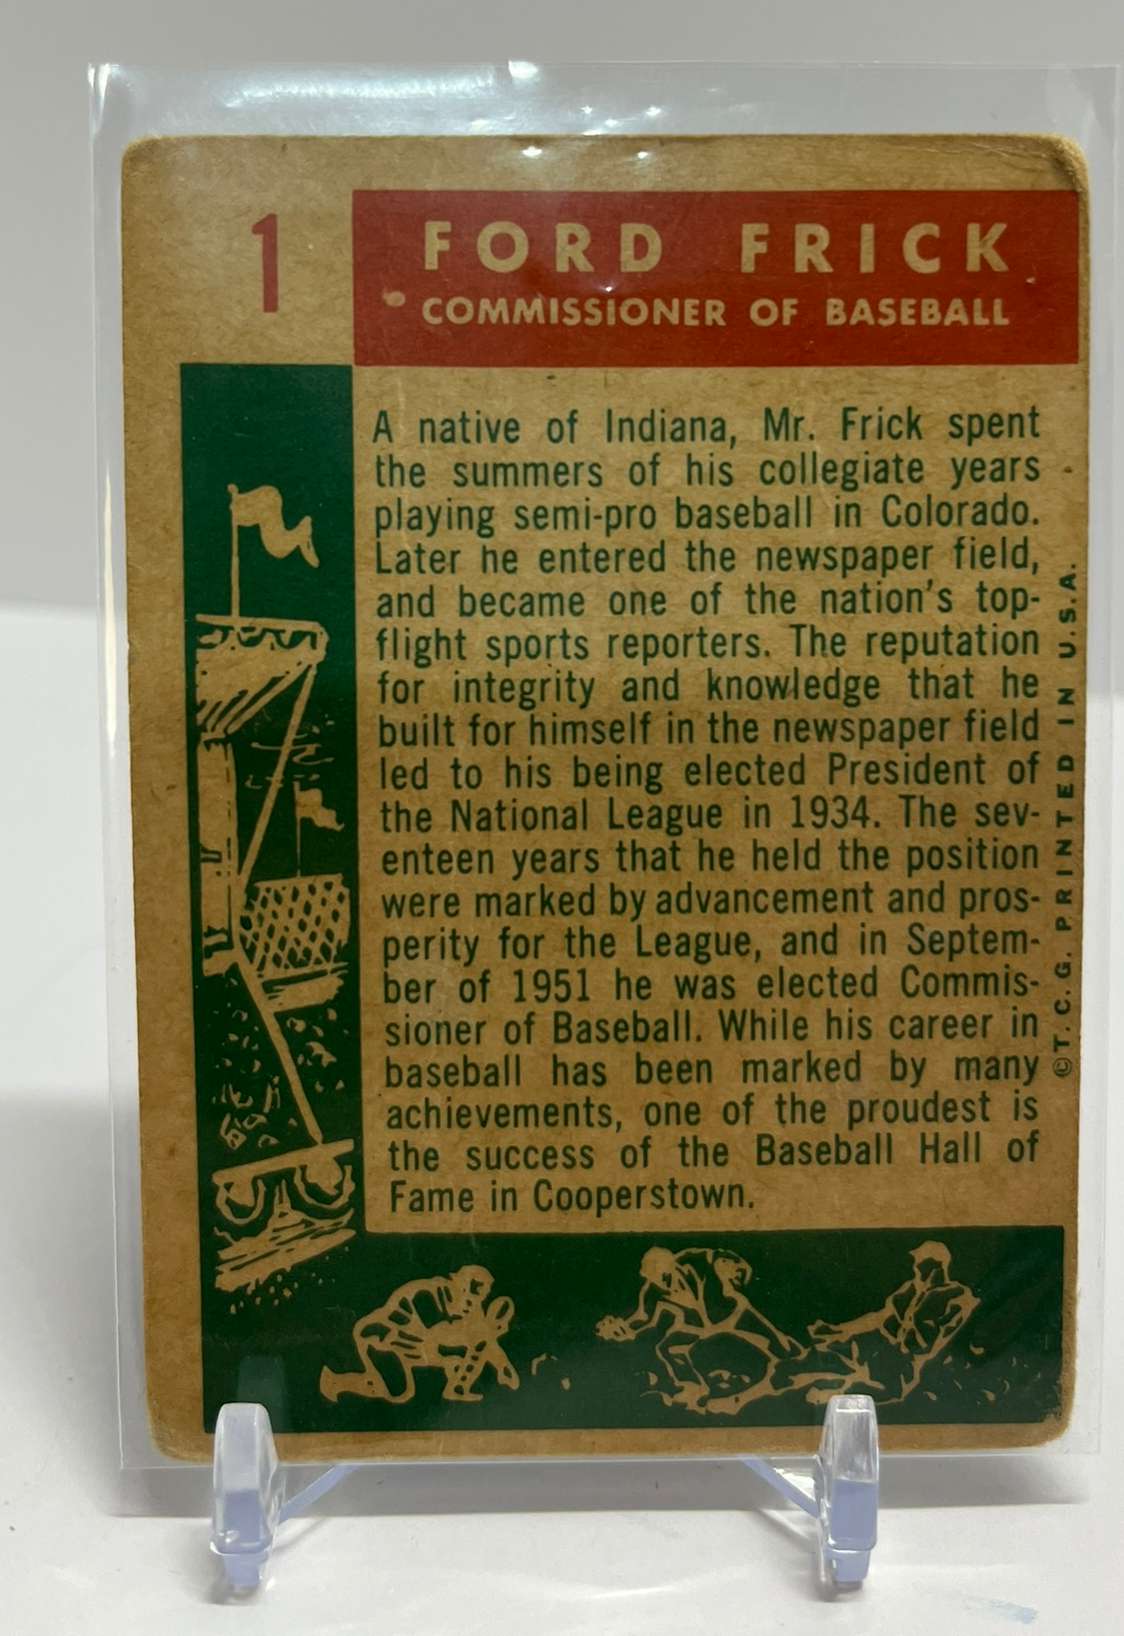 1
FORD FRICK
COMMISSIONER OF BASEBALL
A native of Indiana, Mr. Frick spent
the summers of his collegiate years
playing semi-pro baseball in Colorado.
Later he entered the newspaper field,
and became one of the nation's top-
flight sports reporters. The reputation
for integrity and knowledge that he
built for himself in the newspaper field
led to his being elected President of
the National League in 1934. The sev-
enteen years that he held the position
were marked by advancement and pros-
perity for the League, and in Septem-
ber of 1951 he was elected Commis-
sioner of Baseball. While his career in
baseball has been marked by many
achievements, one of the proudest is
the success of the Baseball Hall of
Fame in Cooperstown.
©T.C.G. PRINTED IN U.S.A.